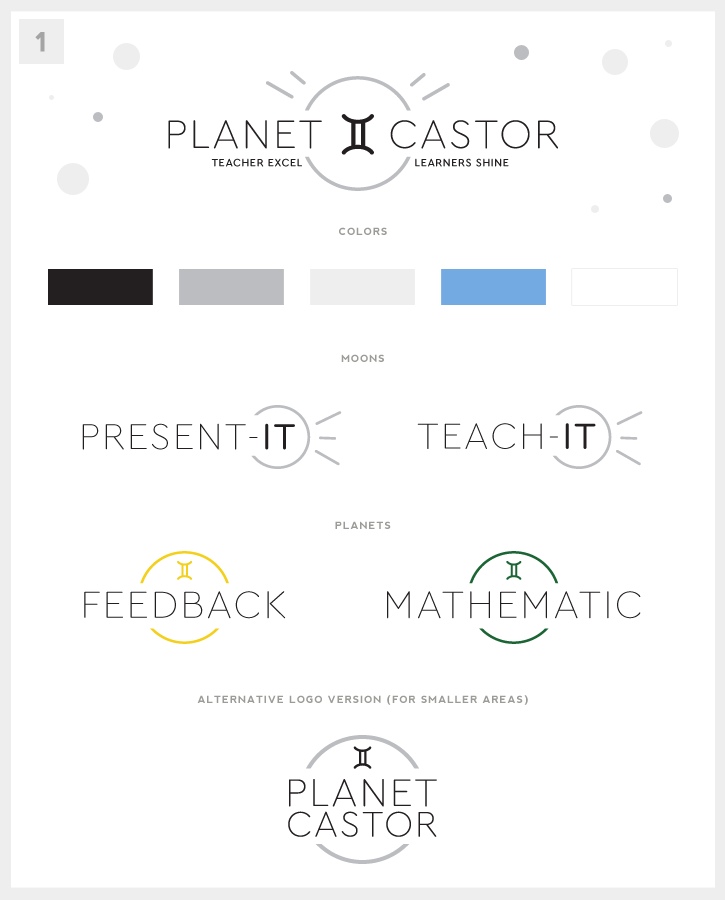 1
PLANET CASTOR
TEACHER EXCEL LEARNERS SHINE
COLORS
MOONS
PRESENT-IT
TEACH-IT
PLANETS
FEEDBACK
MATHEMATIC
ALTERNATIVE LOGO VERSION (FOR SMALLER AREAS)
PLANET
CASTOR